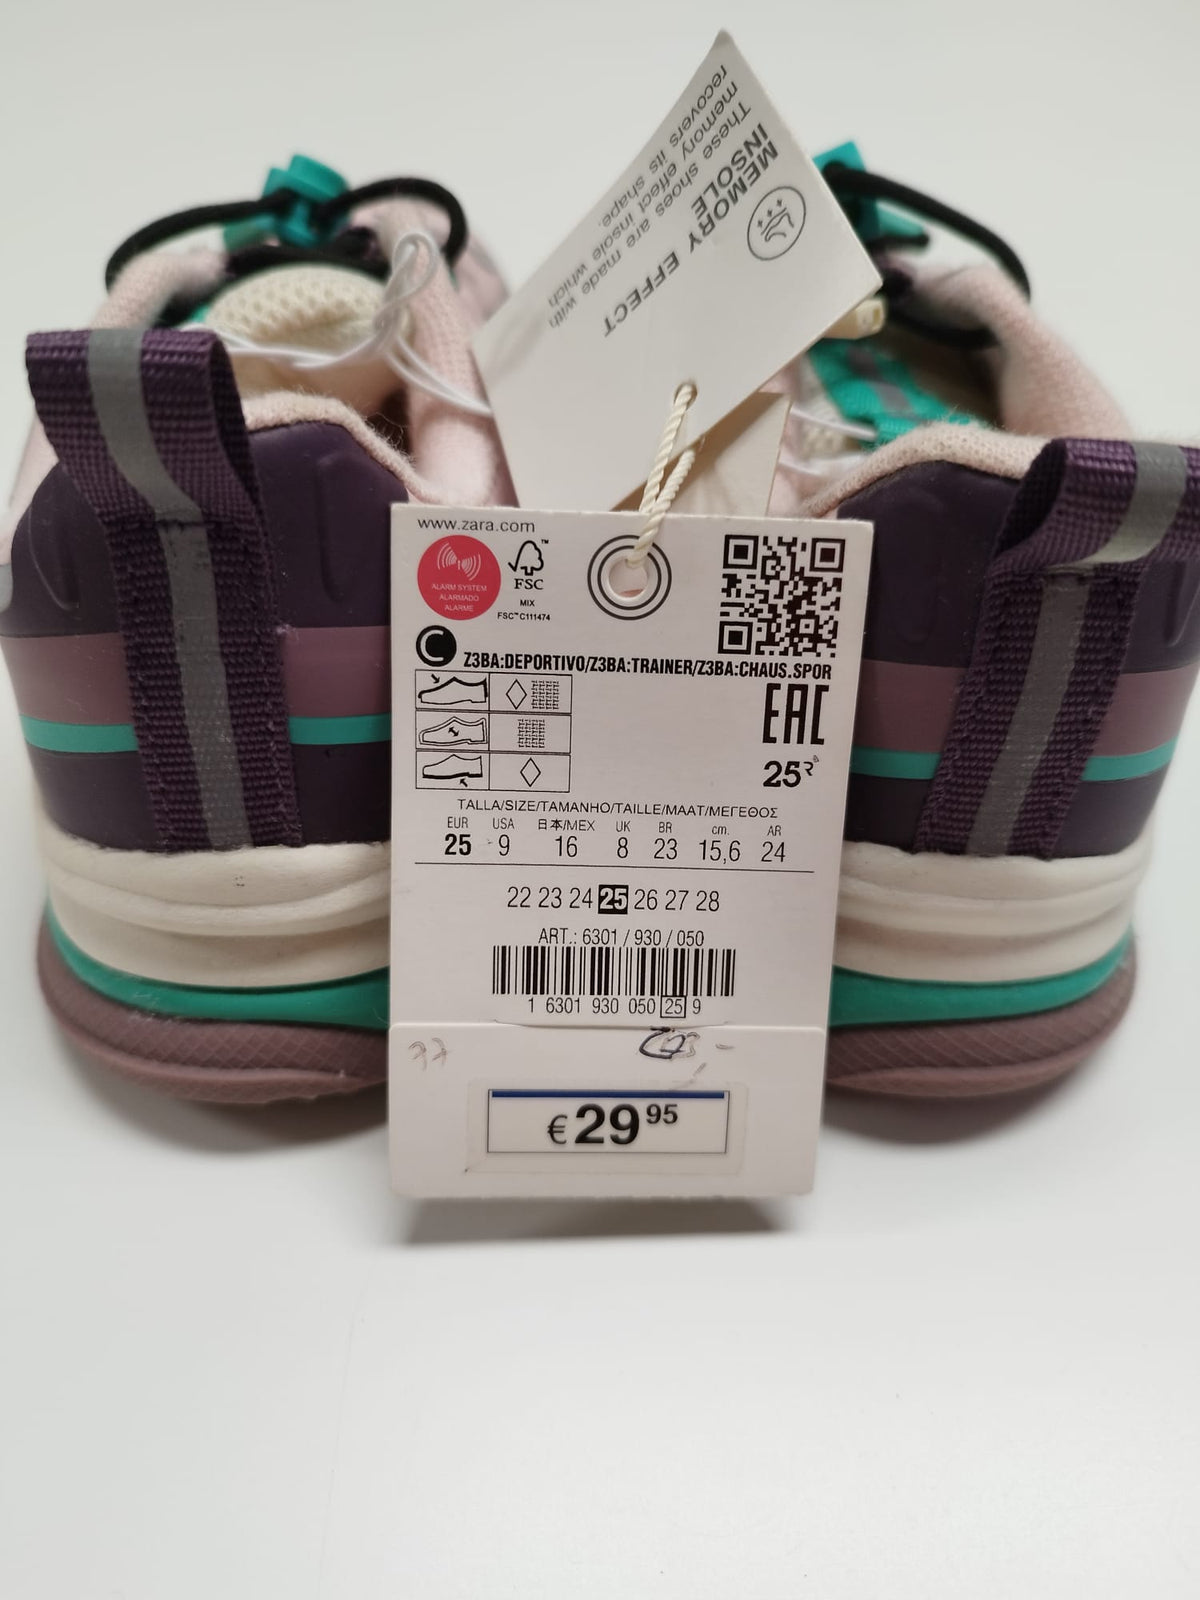 MEMORY EFFECT
INSOLE
These shoes are made with
memory effect insole which
recovers its shape.
www.zara.com
ALARM SYSTEM
ALARMADO
ALARME
FSC™
MIX
FSC™ C111474
C
Z3BA:DEPORTIVO/Z3BA:TRAINER/Z3BA:CHAUS.SPOR
EAC
25
TALLA/SIZE/TAMANHO/TAILLE/MAAT/ΜΕΓΕΘΟΣ
EUR USA 日本/MEX UK BR cm. AR
25 9 16 8 23 15,6 24
22 23 24 25 26 27 28
ART.: 6301 / 930 / 050
1 6301 930 050 25 9
€ 29 95